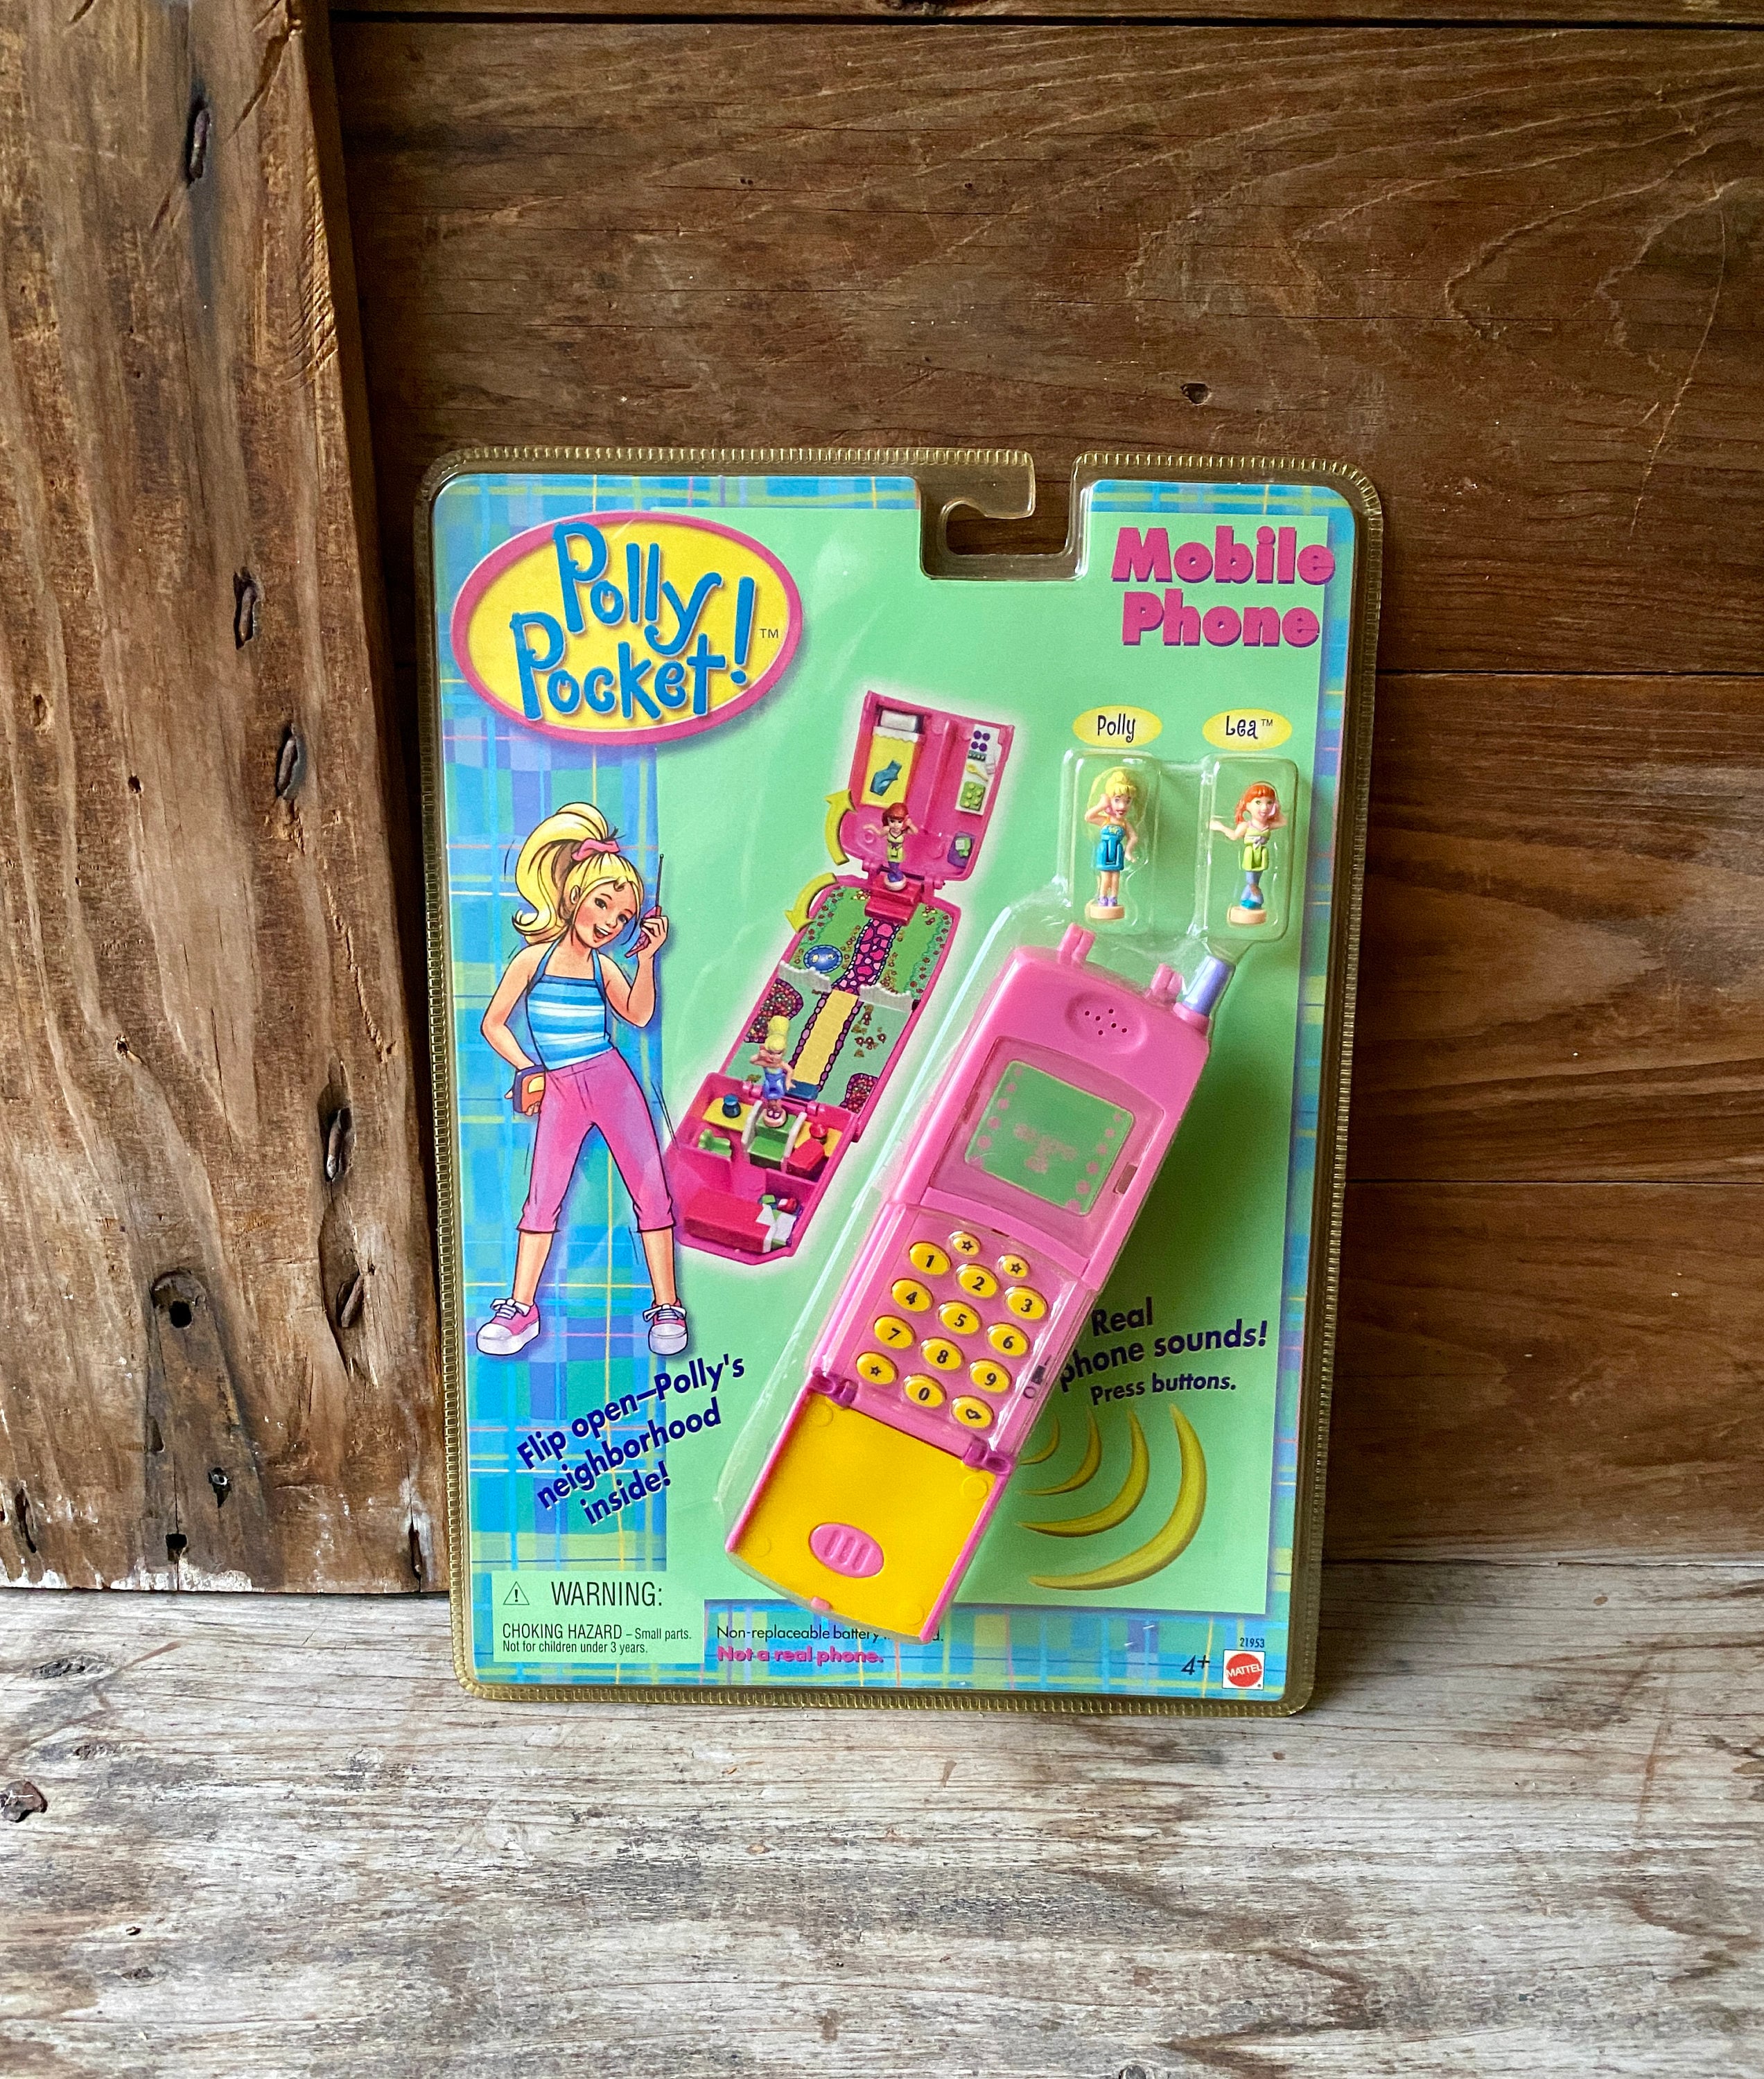 Polly
Pocket!™
Mobile
Phone
Polly
Lea™
1
2
3
4
5
6
7
8
9
0
Real
phone sounds!
Press buttons.
Flip open–Polly's
neighborhood
inside!
WARNING:
CHOKING HAZARD – Small parts.
Not for children under 3 years.
Non-replaceable battery
Not a real phone.
21953
4+
MATTEL